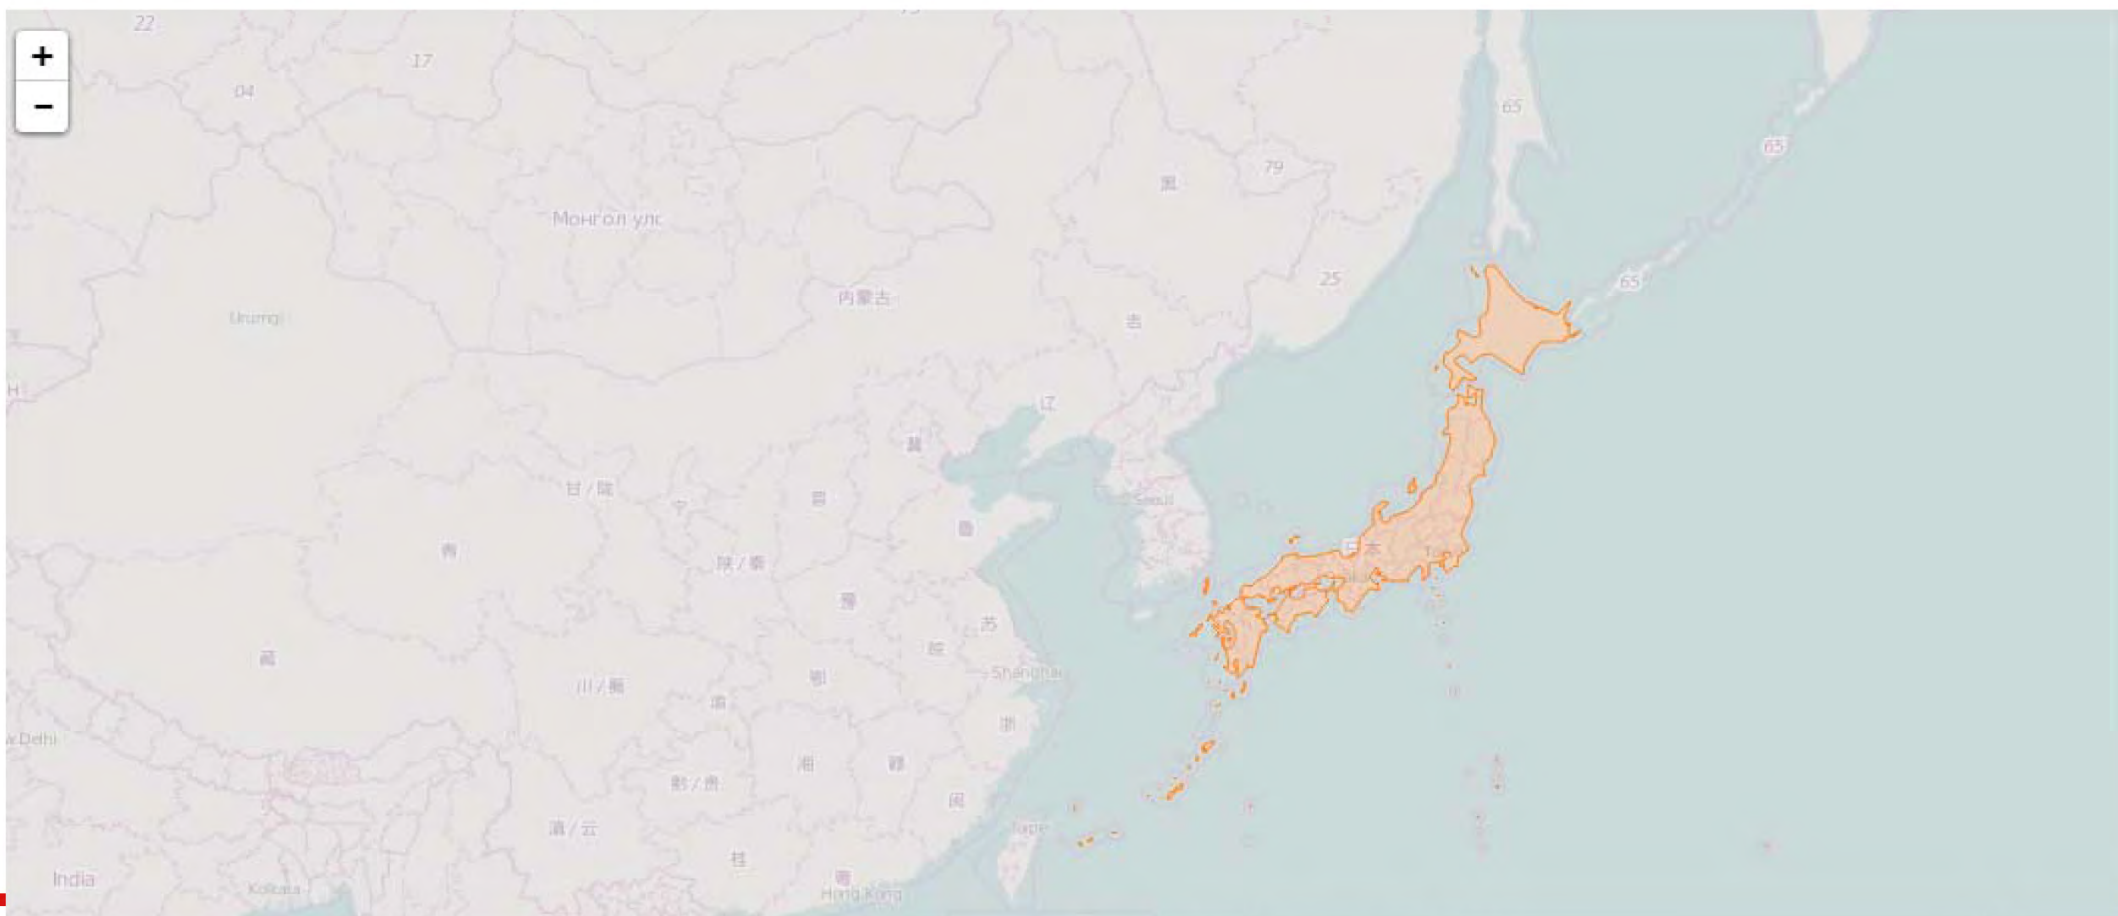 22
+
17
04
−
65
65
79
黑
Монгол улс
25
65
内蒙古
Urumqi
吉
H
辽
冀
甘 / 陇
晋
Seoul
宁
鲁
青
日本
陕 / 秦
豫
苏
皖
藏
Shanghai
川 / 蜀
鄂
渝
浙
w Delhi
湘
赣
黔 / 贵
闽
滇 / 云
桂
India
粤
Kolkata
Hong Kong